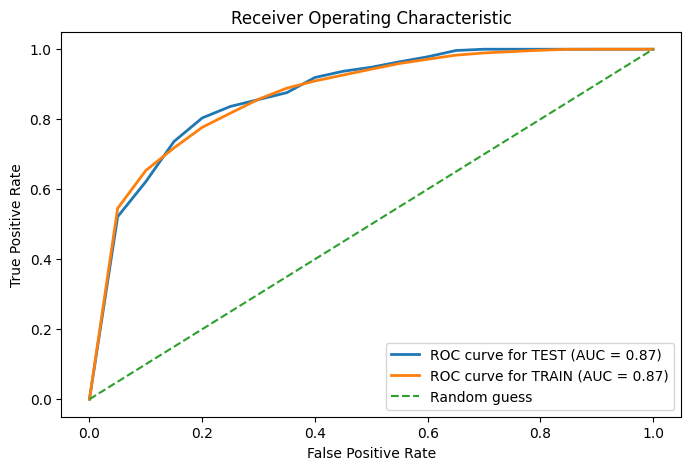 Receiver Operating Characteristic
True Positive Rate
1.0
0.8
0.6
0.4
0.2
0.0
ROC curve for TEST (AUC = 0.87)
ROC curve for TRAIN (AUC = 0.87)
Random guess
0.0 0.2 0.4 0.6 0.8 1.0
False Positive Rate